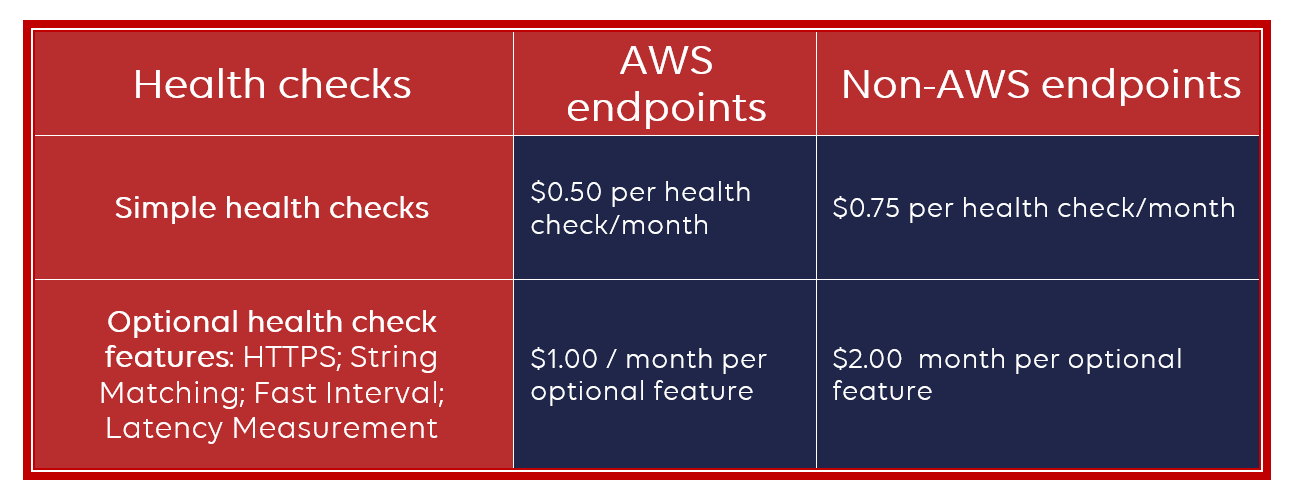 Health checks
AWS
endpoints
Non-AWS endpoints
Simple health checks
$0.50 per health
check/month
$0.75 per health check/month
Optional health check
features: HTTPS; String
Matching; Fast Interval;
Latency Measurement
$1.00 / month per
optional feature
$2.00  month per optional
feature